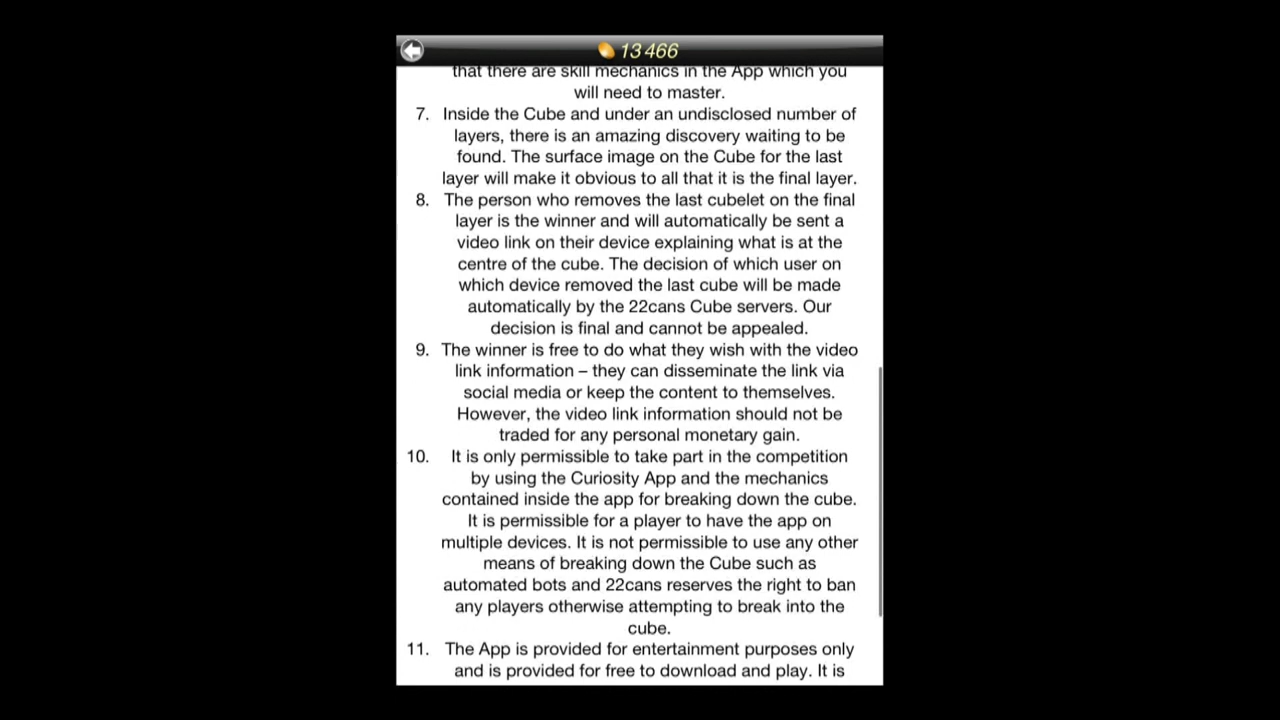 13 466
that there are skill mechanics in the App which you
will need to master.
7. Inside the Cube and under an undisclosed number of
layers, there is an amazing discovery waiting to be
found. The surface image on the Cube for the last
layer will make it obvious to all that it is the final layer.
8. The person who removes the last cubelet on the final
layer is the winner and will automatically be sent a
video link on their device explaining what is at the
centre of the cube. The decision of which user on
which device removed the last cube will be made
automatically by the 22cans Cube servers. Our
decision is final and cannot be appealed.
9. The winner is free to do what they wish with the video
link information – they can disseminate the link via
social media or keep the content to themselves.
However, the video link information should not be
traded for any personal monetary gain.
10. It is only permissible to take part in the competition
by using the Curiosity App and the mechanics
contained inside the app for breaking down the cube.
It is permissible for a player to have the app on
multiple devices. It is not permissible to use any other
means of breaking down the Cube such as
automated bots and 22cans reserves the right to ban
any players otherwise attempting to break into the
cube.
11. The App is provided for entertainment purposes only
and is provided for free to download and play. It is